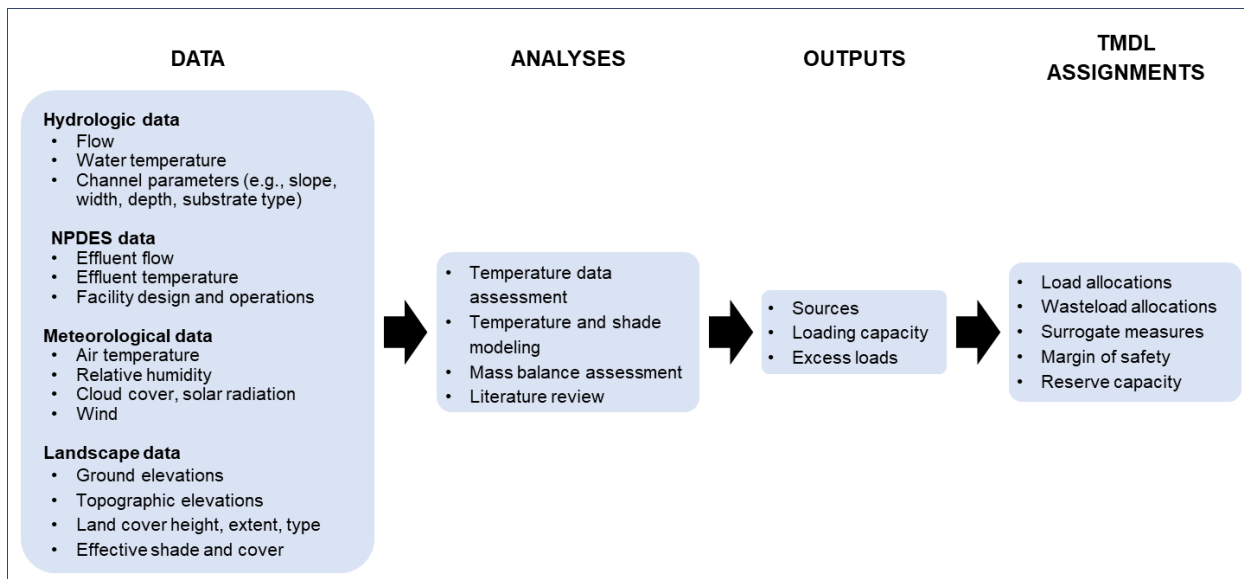 DATA
Hydrologic data
• Flow
• Water temperature
• Channel parameters (e.g., slope,
width, depth, substrate type)
NPDES data
• Effluent flow
• Effluent temperature
• Facility design and operations
Meteorological data
• Air temperature
• Relative humidity
• Cloud cover, solar radiation
• Wind
Landscape data
• Ground elevations
• Topographic elevations
• Land cover height, extent, type
• Effective shade and cover
ANALYSES
• Temperature data
assessment
• Temperature and shade
modeling
• Mass balance assessment
• Literature review
OUTPUTS
• Sources
• Loading capacity
• Excess loads
TMDL
ASSIGNMENTS
• Load allocations
• Wasteload allocations
• Surrogate measures
• Margin of safety
• Reserve capacity